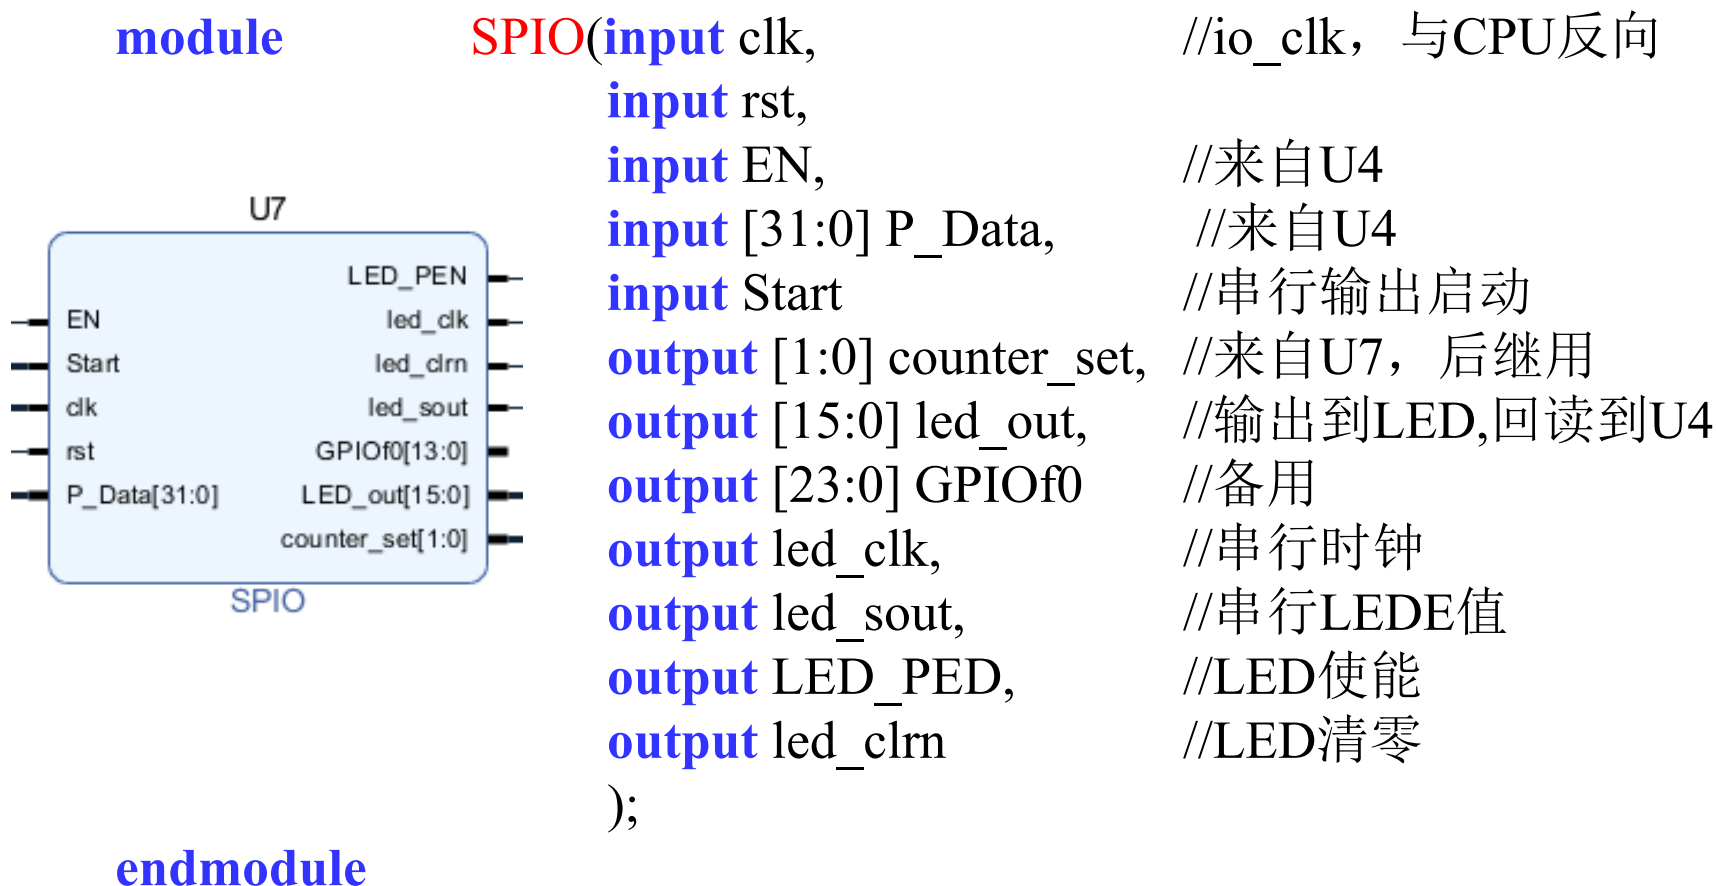 module SPIO(input clk, //io_clk，与CPU反向
input rst,
input EN, //来自U4
input [31:0] P_Data, //来自U4
input Start //串行输出启动
output [1:0] counter_set, //来自U7，后继用
output [15:0] led_out, //输出到LED,回读到U4
output [23:0] GPIOf0 //备用
output led_clk, //串行时钟
output led_sout, //串行LEDE值
output LED_PED, //LED使能
output led_clrn //LED清零
);
endmodule
U7
LED_PEN
EN led_clk
Start led_clrn
clk led_sout
rst GPIOf0[13:0]
P_Data[31:0] LED_out[15:0]
counter_set[1:0]
SPIO